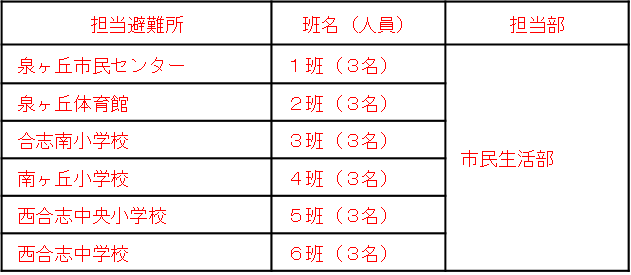 担当避難所 班名（人員） 担当部
泉ヶ丘市民センター １班（３名）
泉ヶ丘体育館 ２班（３名）
合志南小学校 ３班（３名）
南ヶ丘小学校 ４班（３名）
市民生活部
西合志中央小学校 ５班（３名）
西合志中学校 ６班（３名）